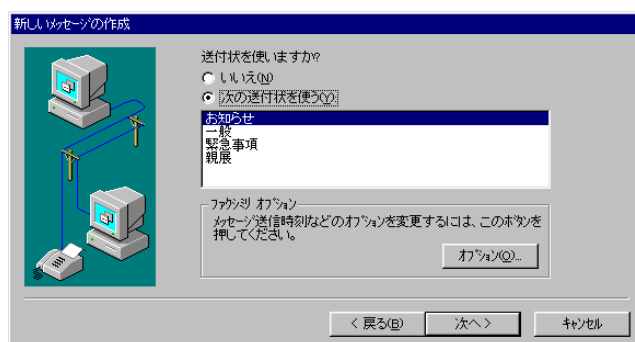 新しいﾒｯｾｰｼﾞの作成
送付状を使いますか?
いいえ(N)
次の送付状を使う(Y):
お知らせ
一般
緊急事項
親展
ﾌｧｸｼﾐﾘ ｵﾌﾟｼｮﾝ
ﾒｯｾｰｼﾞ送信時刻などのｵﾌﾟｼｮﾝを変更するには、このﾎﾞﾀﾝを
押してください。
ｵﾌﾟｼｮﾝ(O)...
< 戻る(B)
次へ >
ｷｬﾝｾﾙ